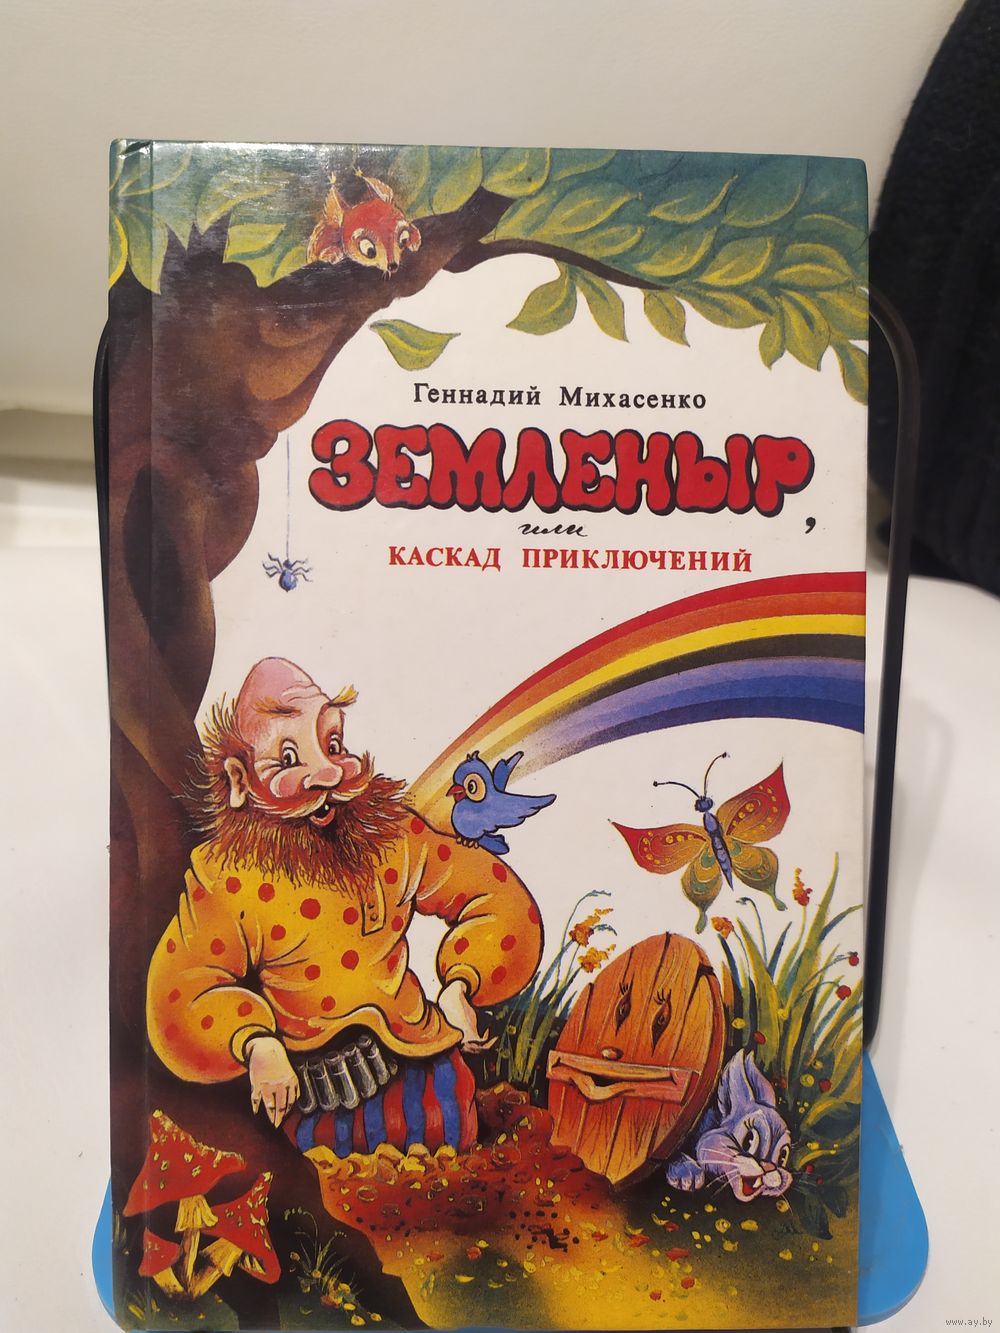 Геннадий Михасенко
ЗЕМЛЕНЫР,
или
КАСКАД ПРИКЛЮЧЕНИЙ
www.ay.by